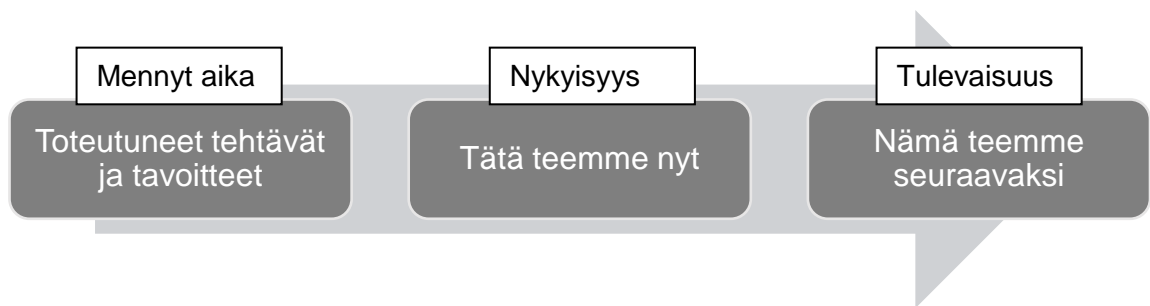 Mennyt aika
Toteutuneet tehtävät
ja tavoitteet
Nykyisyys
Tätä teemme nyt
Tulevaisuus
Nämä teemme
seuraavaksi